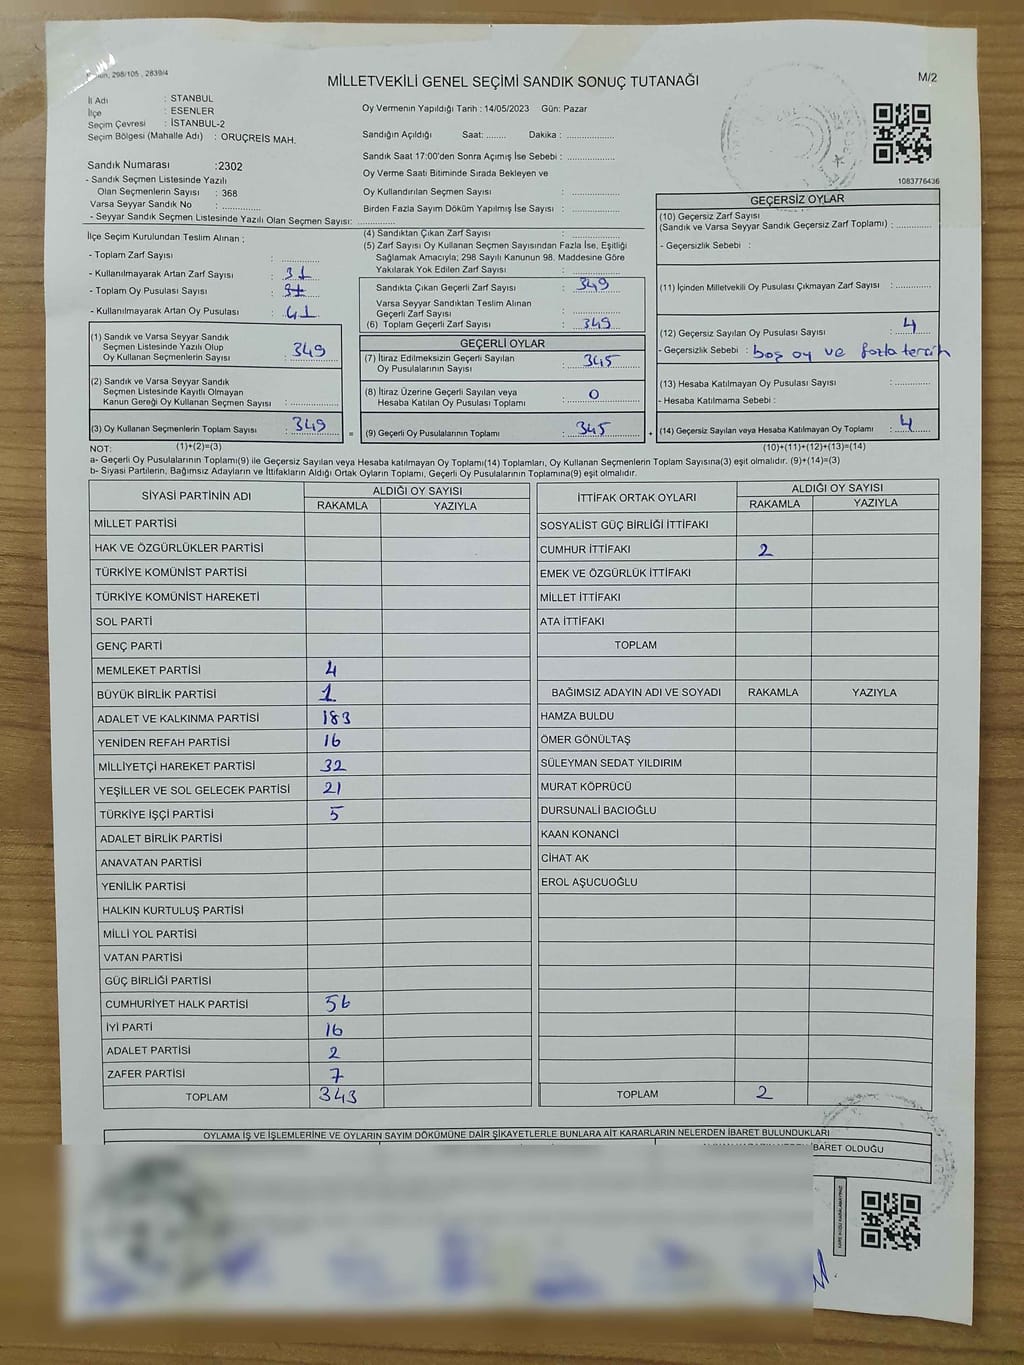 Kanun, 298/105 , 2839/4
MİLLETVEKİLİ GENEL SEÇİMİ SANDIK SONUÇ TUTANAĞI
M/2
İl Adı : STANBUL
İlçe : ESENLER
Seçim Çevresi : İSTANBUL-2
Seçim Bölgesi (Mahalle Adı) : ORUÇREİS MAH.
Sandık Numarası :2302
- Sandık Seçmen Listesinde Yazılı
Olan Seçmenlerin Sayısı : 368
Varsa Seyyar Sandık No : ..............
- Seyyar Sandık Seçmen Listesinde Yazılı Olan Seçmen Sayısı: ..............
Oy Vermenin Yapıldığı Tarih : 14/05/2023 Gün: Pazar
Sandığın Açıldığı Saat: ....... Dakika : ..............
Sandık Saat 17:00'den Sonra Açımış İse Sebebi : ..............
Oy Verme Saati Bitiminde Sırada Bekleyen ve
Oy Kullandırılan Seçmen Sayısı : ..............
Birden Fazla Sayım Döküm Yapılmış İse Sayısı : ..............
1083776436
İlçe Seçim Kurulundan Teslim Alınan ;
- Toplam Zarf Sayısı : ..............
- Kullanılmayarak Artan Zarf Sayısı : 31
- Toplam Oy Pusulası Sayısı : 31
- Kullanılmayarak Artan Oy Pusulası : 41
(1) Sandık ve Varsa Seyyar Sandık
Seçmen Listesinde Yazılı Olup
Oy Kullanan Seçmenlerin Sayısı : 349
(2) Sandık ve Varsa Seyyar Sandık
Seçmen Listesinde Kayıtlı Olmayan
Kanun Gereği Oy Kullanan Seçmen Sayısı : ..............
(3) Oy Kullanan Seçmenlerin Toplam Sayısı : 349
(4) Sandıktan Çıkan Zarf Sayısı : ..............
(5) Zarf Sayısı Oy Kullanan Seçmen Sayısından Fazla İse, Eşitliği
Sağlamak Amacıyla; 298 Sayılı Kanunun 98. Maddesine Göre
Yakılarak Yok Edilen Zarf Sayısı : ..............
Sandıkta Çıkan Geçerli Zarf Sayısı : 349
Varsa Seyyar Sandıktan Teslim Alınan
Geçerli Zarf Sayısı : ..............
(6) Toplam Geçerli Zarf Sayısı : 349
GEÇERLİ OYLAR
(7) İtiraz Edilmeksizin Geçerli Sayılan
Oy Pusulalarının Sayısı : 345
(8) İtiraz Üzerine Geçerli Sayılan veya
Hesaba Katılan Oy Pusulası Toplamı : 0
= (9) Geçerli Oy Pusulalarının Toplamı : 345
GEÇERSİZ OYLAR
(10) Geçersiz Zarf Sayısı
(Sandık ve Varsa Seyyar Sandık Geçersiz Zarf Toplamı) : ..............
- Geçersizlik Sebebi :
(11) İçinden Milletvekili Oy Pusulası Çıkmayan Zarf Sayısı : ..............
(12) Geçersiz Sayılan Oy Pusulası Sayısı : 4
- Geçersizlik Sebebi : boş oy ve fazla tercih
(13) Hesaba Katılmayan Oy Pusulası Sayısı : ..............
- Hesaba Katılmama Sebebi :
+ (14) Geçersiz Sayılan veya Hesaba Katılmayan Oy Toplamı : 4
NOT: (1)+(2)=(3) (10)+(11)+(12)+(13)=(14)
a- Geçerli Oy Pusulalarının Toplamı(9) ile Geçersiz Sayılan veya Hesaba katılmayan Oy Toplamı(14) Toplamları, Oy Kullanan Seçmenlerin Toplam Sayısına(3) eşit olmalıdır. (9)+(14)=(3)
b- Siyasi Partilerin, Bağımsız Adayların ve İttifakların Aldığı Ortak Oyların Toplamı, Geçerli Oy Pusulalarının Toplamına(9) eşit olmalıdır.
SİYASİ PARTİNİN ADI ALDIĞI OY SAYISI
RAKAMLA YAZIYLA
MİLLET PARTİSİ
HAK VE ÖZGÜRLÜKLER PARTİSİ
TÜRKİYE KOMÜNİST PARTİSİ
TÜRKİYE KOMÜNİST HAREKETİ
SOL PARTİ
GENÇ PARTİ
MEMLEKET PARTİSİ 4
BÜYÜK BİRLİK PARTİSİ 1
ADALET VE KALKINMA PARTİSİ 183
YENİDEN REFAH PARTİSİ 16
MİLLİYETÇİ HAREKET PARTİSİ 32
YEŞİLLER VE SOL GELECEK PARTİSİ 21
TÜRKİYE İŞÇİ PARTİSİ 5
ADALET BİRLİK PARTİSİ
ANAVATAN PARTİSİ
YENİLİK PARTİSİ
HALKIN KURTULUŞ PARTİSİ
MİLLİ YOL PARTİSİ
VATAN PARTİSİ
GÜÇ BİRLİĞİ PARTİSİ
CUMHURİYET HALK PARTİSİ 56
İYİ PARTİ 16
ADALET PARTİSİ 2
ZAFER PARTİSİ 7
TOPLAM 343
İTTİFAK ORTAK OYLARI ALDIĞI OY SAYISI
RAKAMLA YAZIYLA
SOSYALİST GÜÇ BİRLİĞİ İTTİFAKI
CUMHUR İTTİFAKI 2
EMEK VE ÖZGÜRLÜK İTTİFAKI
MİLLET İTTİFAKI
ATA İTTİFAKI
TOPLAM
BAĞIMSIZ ADAYIN ADI VE SOYADI RAKAMLA YAZIYLA
HAMZA BULDU
ÖMER GÖNÜLTAŞ
SÜLEYMAN SEDAT YILDIRIM
MURAT KÖPRÜCÜ
DURSUNALİ BACIOĞLU
KAAN KONANCİ
CİHAT AK
EROL AŞUCUOĞLU
TOPLAM 2
OYLAMA İŞ VE İŞLEMLERİNE VE OYLARIN SAYIM DÖKÜMÜNE DAİR ŞİKAYETLERLE BUNLARA AİT KARARLARIN NELERDEN İBARET BULUNDUKLARI
İBARET OLDUĞU